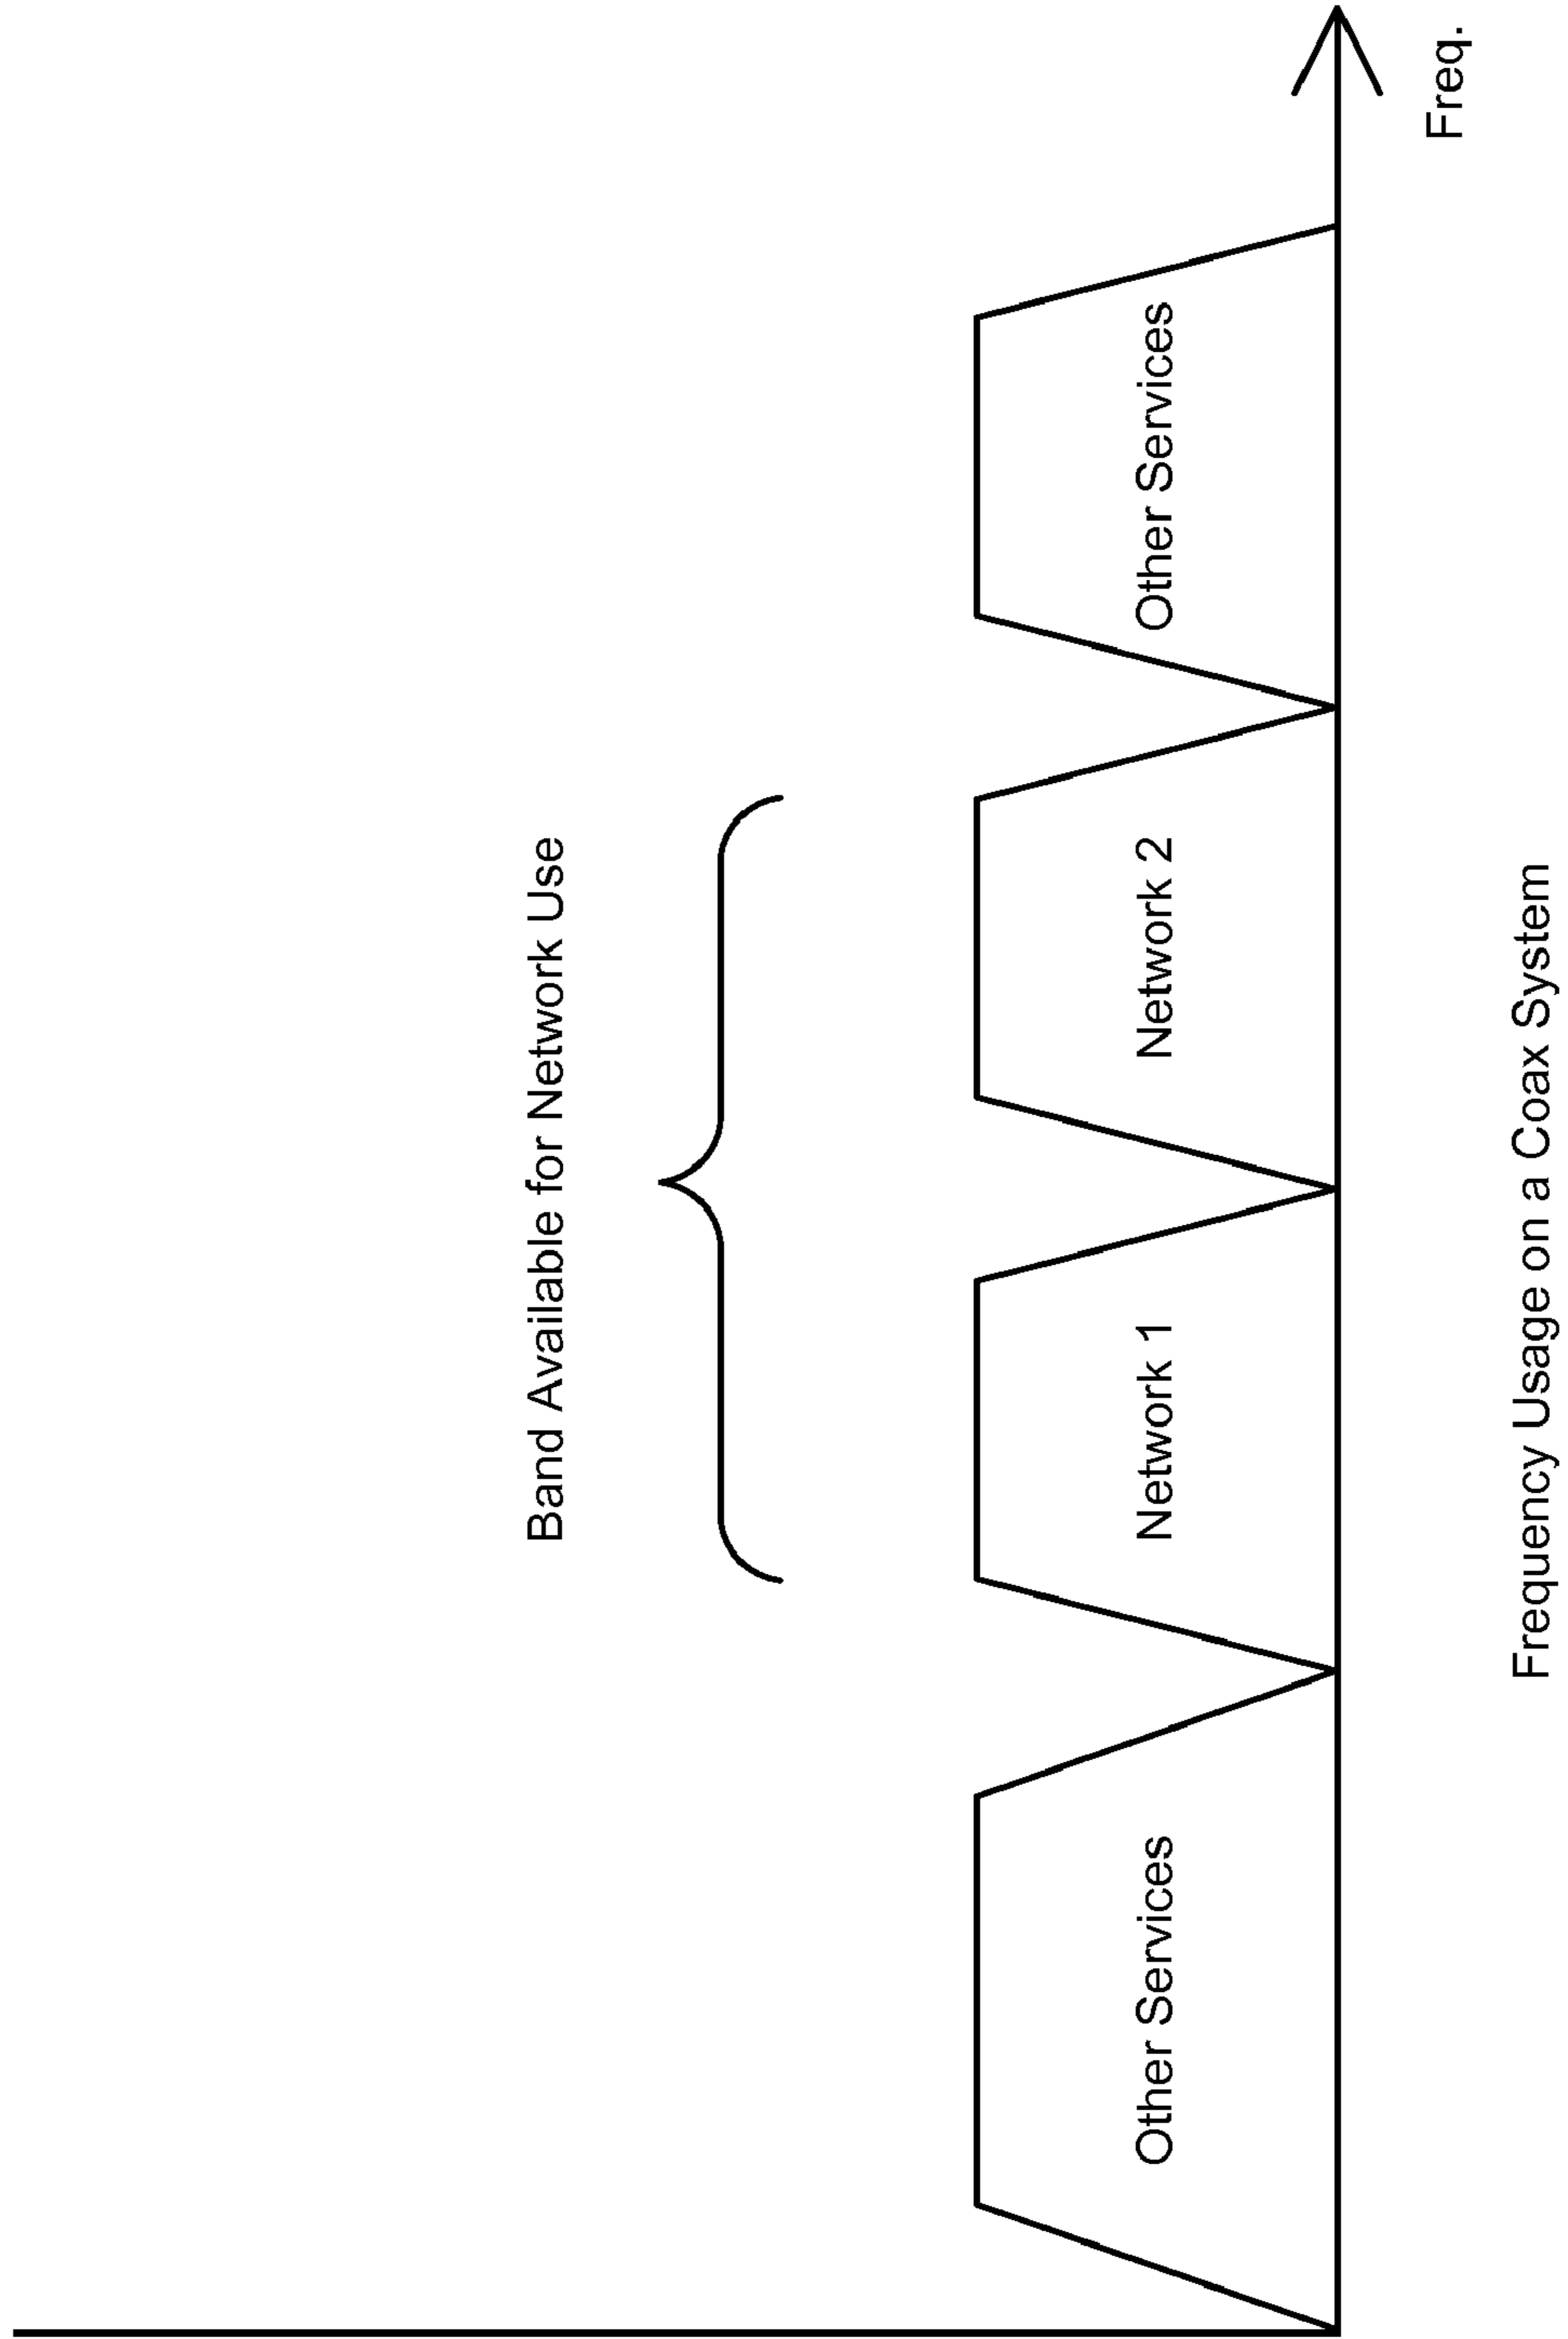 Band Available for Network Use
Other Services
Network 1
Network 2
Other Services
Freq.
Frequency Usage on a Coax System